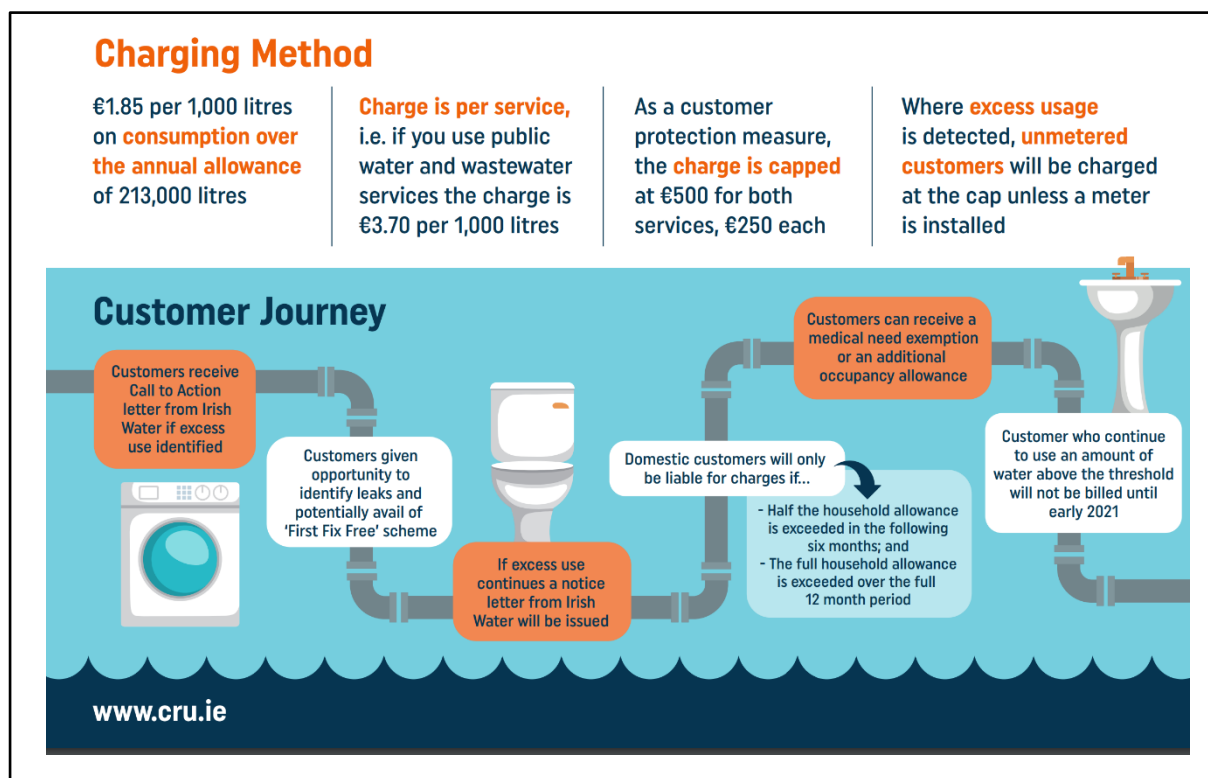 Charging Method
€1.85 per 1,000 litres
on consumption over
the annual allowance
of 213,000 litres
Charge is per service,
i.e. if you use public
water and wastewater
services the charge is
€3.70 per 1,000 litres
As a customer
protection measure,
the charge is capped
at €500 for both
services, €250 each
Where excess usage
is detected, unmetered
customers will be charged
at the cap unless a meter
is installed
Customer Journey
Customers receive
Call to Action
letter from Irish
Water if excess
use identified
Customers given
opportunity to
identify leaks and
potentially avail of
‘First Fix Free’ scheme
If excess use
continues a notice
letter from Irish
Water will be issued
Domestic customers will only
be liable for charges if...
- Half the household allowance
is exceeded in the following
six months; and
- The full household allowance
is exceeded over the full
12 month period
Customers can receive a
medical need exemption
or an additional
occupancy allowance
Customer who continue
to use an amount of
water above the threshold
will not be billed until
early 2021
www.cru.ie